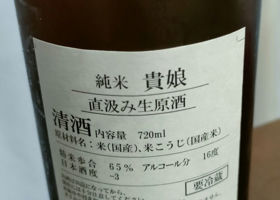 純米 貴娘
直汲み生原酒
清酒 内容量 720ml
原材料名:米(国産米)、米こうじ(国産米)
精米歩合 65% アルコール分 16度
日本酒度 -3
要冷蔵